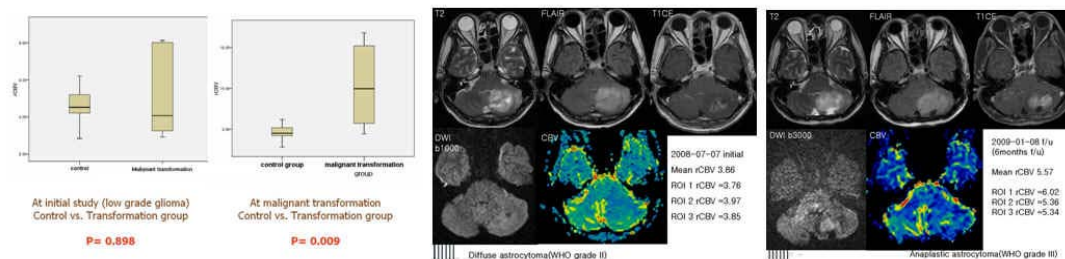 rCBV
control
Malignant transformation
At initial study (low grade glioma)
Control vs. Transformation group
P= 0.898
rCBV
control group
malignant transformation
group
At malignant transformation
Control vs. Transformation group
P= 0.009
T2
FLAIR
T1CE
DWI
b1000
CBV
2008-07-07 initial
Mean rCBV 3.86
ROI 1 rCBV =3.76
ROI 2 rCBV =3.97
ROI 3 rCBV =3.85
Diffuse astrocytoma(WHO grade II)
T2
FLAIR
T1CE
DWI b3000
CBV
2009-01-08 f/u
(6months f/u)
Mean rCBV 5.57
ROI 1 rCBV =6.02
ROI 2 rCBV =5.36
ROI 3 rCBV =5.34
Anaplastic astrocytoma(WHO grade III)